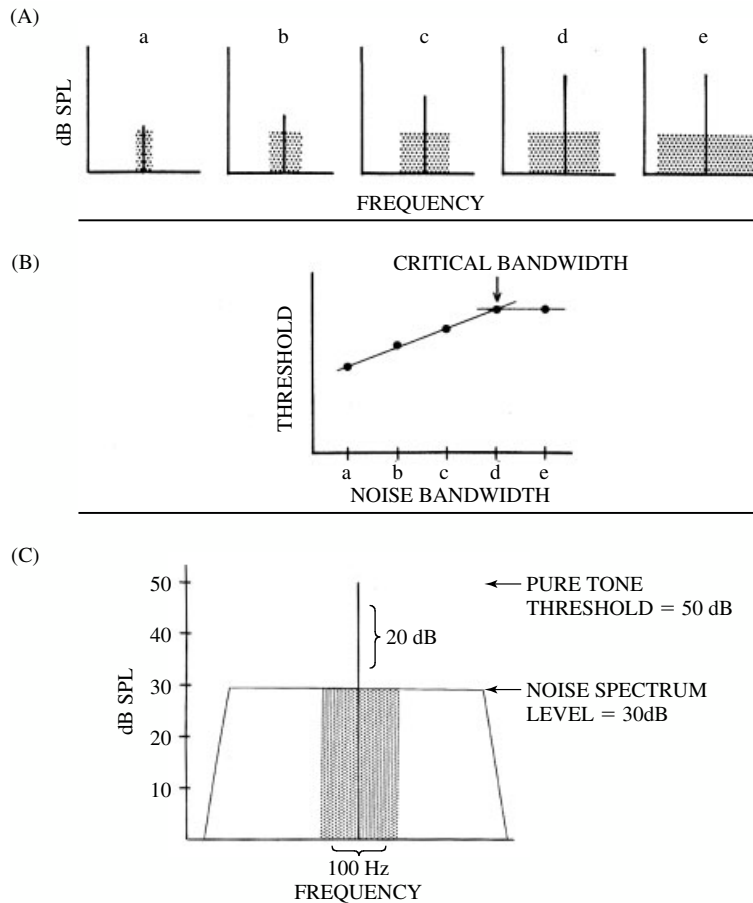 (A)
a b c d e
dB SPL
FREQUENCY
(B)
CRITICAL BANDWIDTH
THRESHOLD
a b c d e
NOISE BANDWIDTH
(C)
50
40
30
20
10
dB SPL
20 dB
PURE TONE
THRESHOLD = 50 dB
NOISE SPECTRUM
LEVEL = 30dB
100 Hz
FREQUENCY